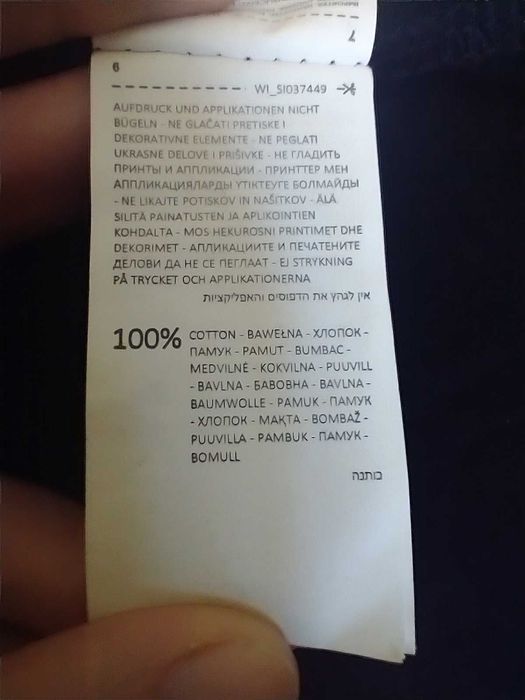 7
6
WI_SI037449
AUFDRUCK UND APPLIKATIONEN NICHT
BÜGELN - NE GLAČATI PRETISKE I
DEKORATIVNE ELEMENTE - NE PEGLATI
UKRASNE DELOVE I PRIŠIVKE - НЕ ГЛАДИТЬ
ПРИНТЫ И АППЛИКАЦИИ - ПРИНТТЕР МЕН
АППЛИКАЦИЯЛАРДЫ ҮТІКТЕУГЕ БОЛМАЙДЫ
- NE LIKAJTE POTISKOV IN NAŠITKOV - ÄLÄ
SILITÄ PAINATUSTEN JA APLIKOINTIEN
KOHDALTA - MOS HEKUROSNI PRINTIMET DHE
DEKORIMET - АПЛИКАЦИИТЕ И ПЕЧАТЕНИТЕ
ДЕЛОВИ ДА НЕ СЕ ПЕГЛААТ - EJ STRYKNING
PÅ TRYCKET OCH APPLIKATIONERNA
אין לגהץ את הדפוסים והאפליקציות
100% COTTON - BAWEŁNA - ХЛОПОК -
ПАМУК - PAMUT - BUMBAC -
MEDVILNĖ - KOKVILNA - PUUVILL
- BAVLNA - БАВОВНА - BAVLNA -
BAUMWOLLE - PAMUK - ПАМУК
- ХЛОПОК - МАҚТА - BOMBAŽ -
PUUVILLA - PAMBUK - ПАМУК -
BOMULL
כותנה